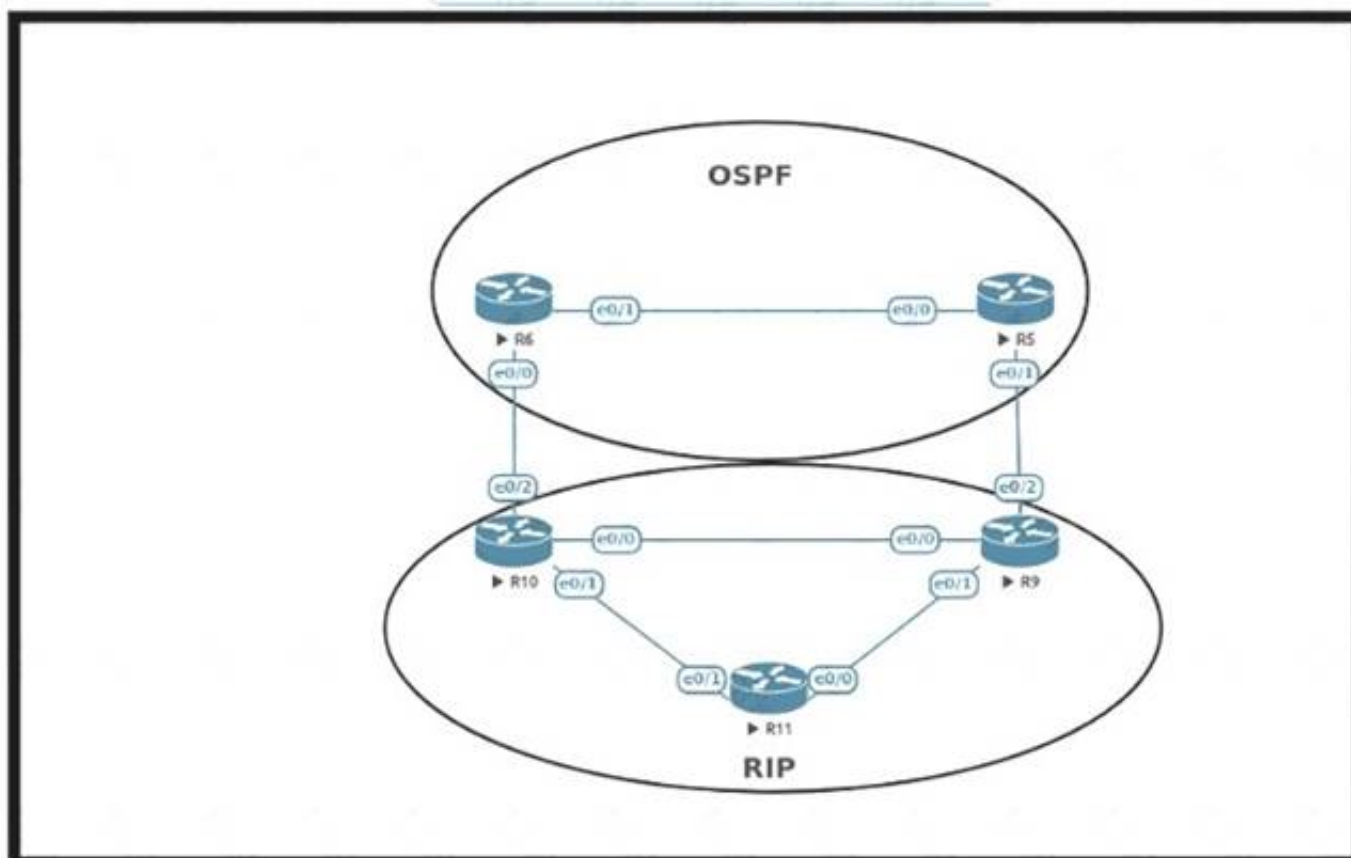 OSPF
e0/1 e0/0
▶ R6 ▶ R5
e0/0 e0/1
e0/2 e0/2
e0/0 e0/0
▶ R10 e0/1 e0/1 ▶ R9
e0/1 e0/0
▶ R11
RIP